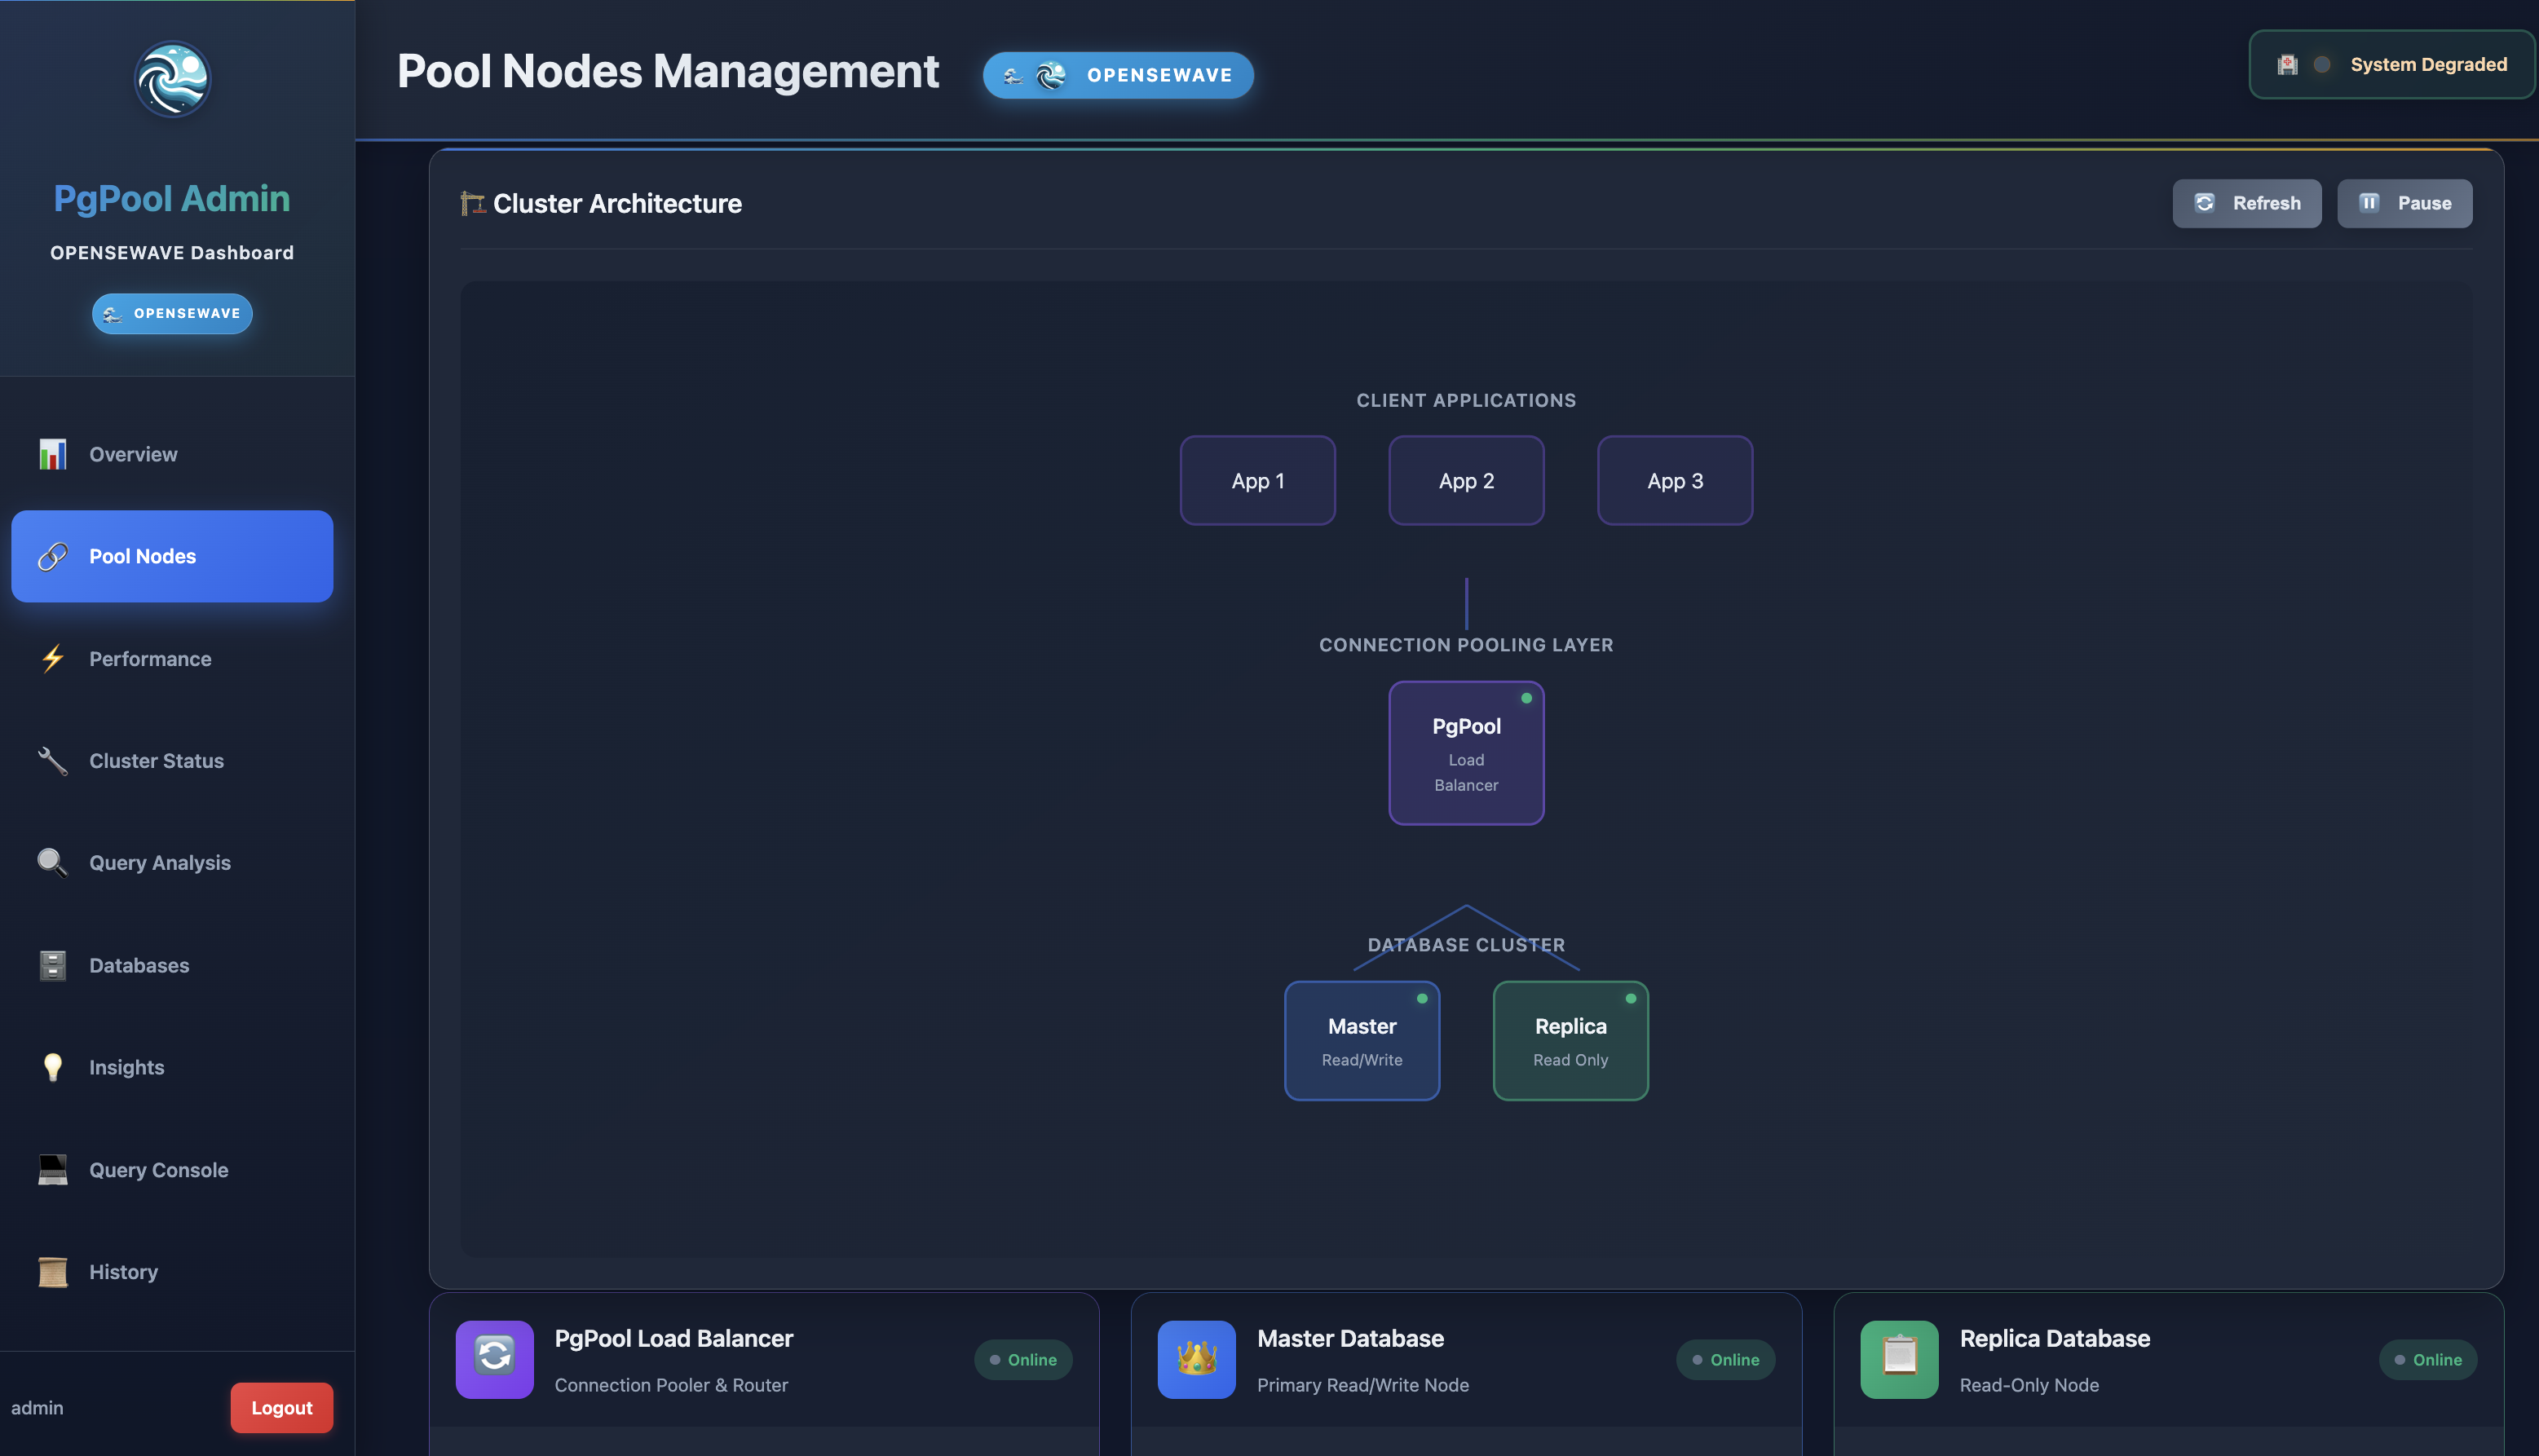 PgPool Admin
OPENSEWAVE Dashboard
OPENSEWAVE
Overview
Pool Nodes
Performance
Cluster Status
Query Analysis
Databases
Insights
Query Console
History
admin
Logout
Pool Nodes Management
OPENSEWAVE
System Degraded
Cluster Architecture
Refresh
Pause
CLIENT APPLICATIONS
App 1
App 2
App 3
CONNECTION POOLING LAYER
PgPool
Load
Balancer
DATABASE CLUSTER
Master
Read/Write
Replica
Read Only
PgPool Load Balancer
Connection Pooler & Router
Online
Master Database
Primary Read/Write Node
Online
Replica Database
Read-Only Node
Online